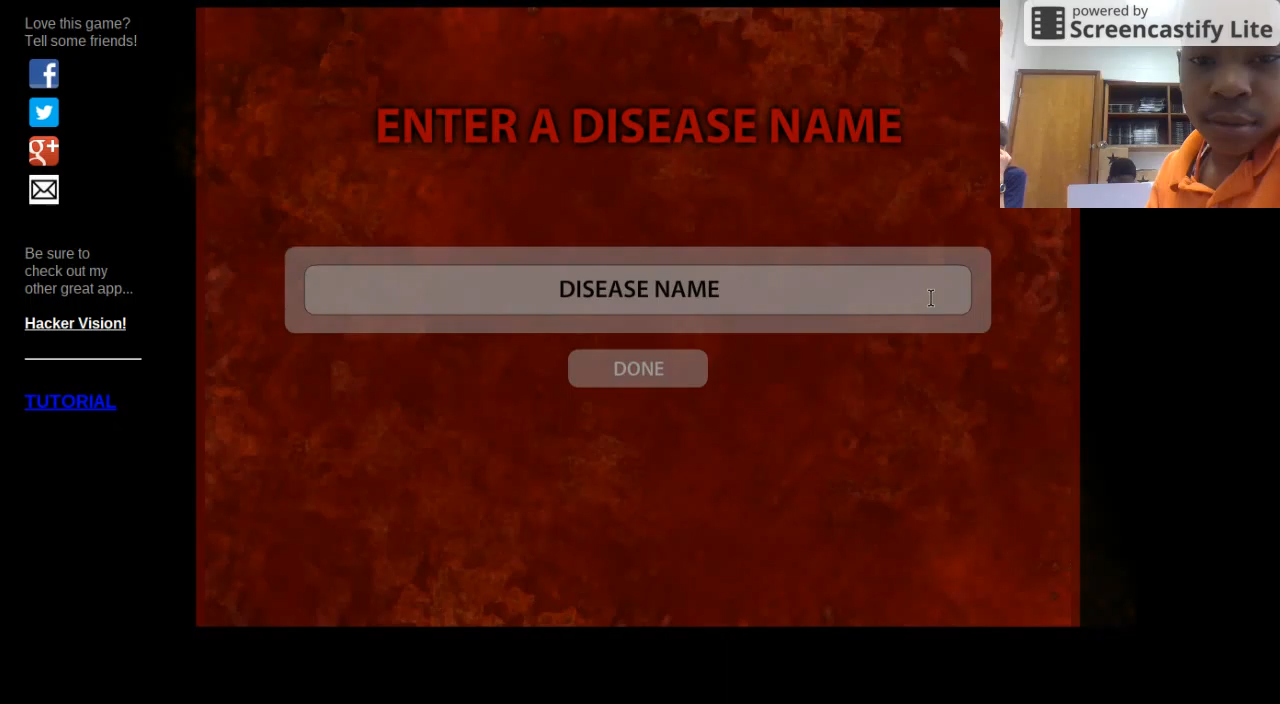 Love this game?
Tell some friends!
f
g+
Be sure to
check out my
other great app...
Hacker Vision!
TUTORIAL
ENTER A DISEASE NAME
DISEASE NAME
DONE
powered by
Screencastify Lite